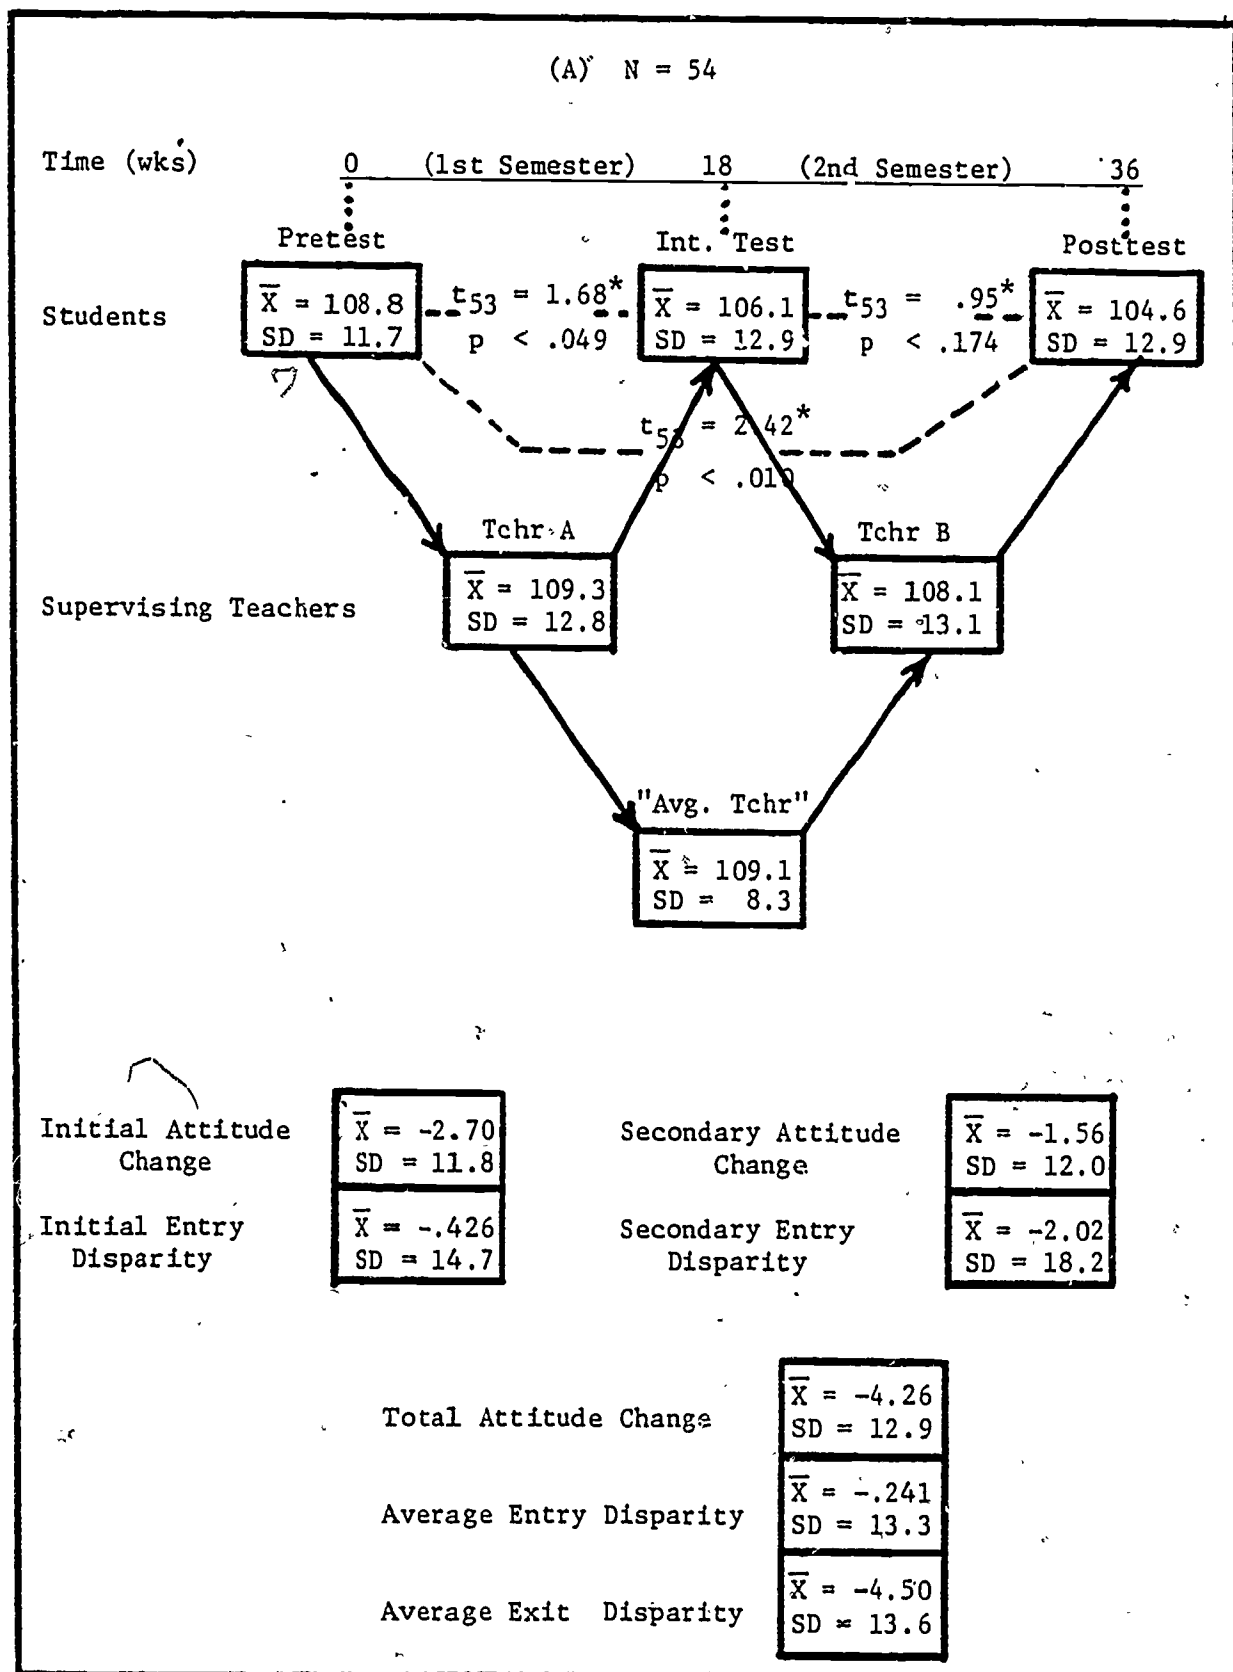 (A) N = 54
Time (wks) 0 (1st Semester) 18 (2nd Semester) 36
Pretest Int. Test Posttest
Students
X̄ = 108.8
SD = 11.7
t53 = 1.68*
p < .049
X̄ = 106.1
SD = 12.9
t53 = .95*
p < .174
X̄ = 104.6
SD = 12.9
t53 = 2.42*
p < .010
Tchr A Tchr B
Supervising Teachers
X̄ = 109.3
SD = 12.8
X̄ = 108.1
SD = 13.1
"Avg. Tchr"
X̄ = 109.1
SD = 8.3
Initial Attitude
Change
X̄ = -2.70
SD = 11.8
Secondary Attitude
Change
X̄ = -1.56
SD = 12.0
Initial Entry
Disparity
X̄ = -.426
SD = 14.7
Secondary Entry
Disparity
X̄ = -2.02
SD = 18.2
Total Attitude Change
X̄ = -4.26
SD = 12.9
Average Entry Disparity
X̄ = -.241
SD = 13.3
Average Exit Disparity
X̄ = -4.50
SD = 13.6